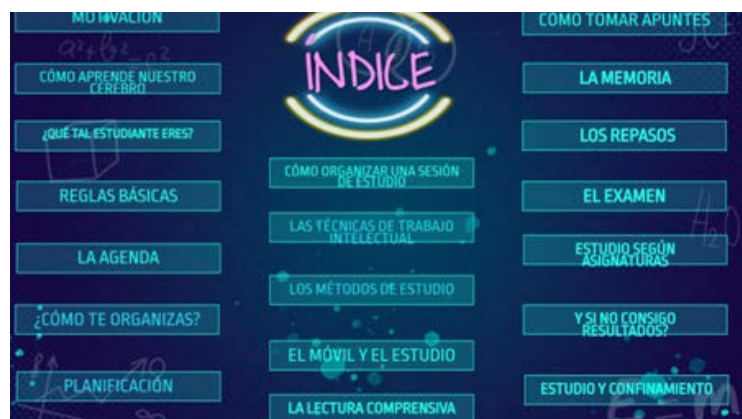 MOTIVACIÓN
CÓMO APRENDE NUESTRO
CEREBRO
¿QUÉ TAL ESTUDIANTE ERES?
REGLAS BÁSICAS
LA AGENDA
¿CÓMO TE ORGANIZAS?
PLANIFICACIÓN
ÍNDICE
CÓMO ORGANIZAR UNA SESIÓN
DE ESTUDIO
LAS TÉCNICAS DE TRABAJO
INTELECTUAL
LOS MÉTODOS DE ESTUDIO
EL MÓVIL Y EL ESTUDIO
LA LECTURA COMPRENSIVA
CÓMO TOMAR APUNTES
LA MEMORIA
LOS REPASOS
EL EXAMEN
ESTUDIO SEGÚN
ASIGNATURAS
Y SI NO CONSIGO
RESULTADOS?
ESTUDIO Y CONFINAMIENTO
H₂O